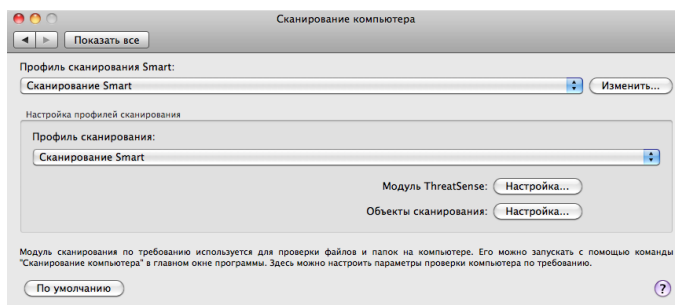 Сканирование компьютера
Показать все
Профиль сканирования Smart:
Сканирование Smart
Изменить...
Настройка профилей сканирования
Профиль сканирования:
Сканирование Smart
Модуль ThreatSense: Настройка...
Объекты сканирования: Настройка...
Модуль сканирования по требованию используется для проверки файлов и папок на компьютере. Его можно запускать с помощью команды
"Сканирование компьютера" в главном окне программы. Здесь можно настроить параметры проверки компьютера по требованию.
По умолчанию
?